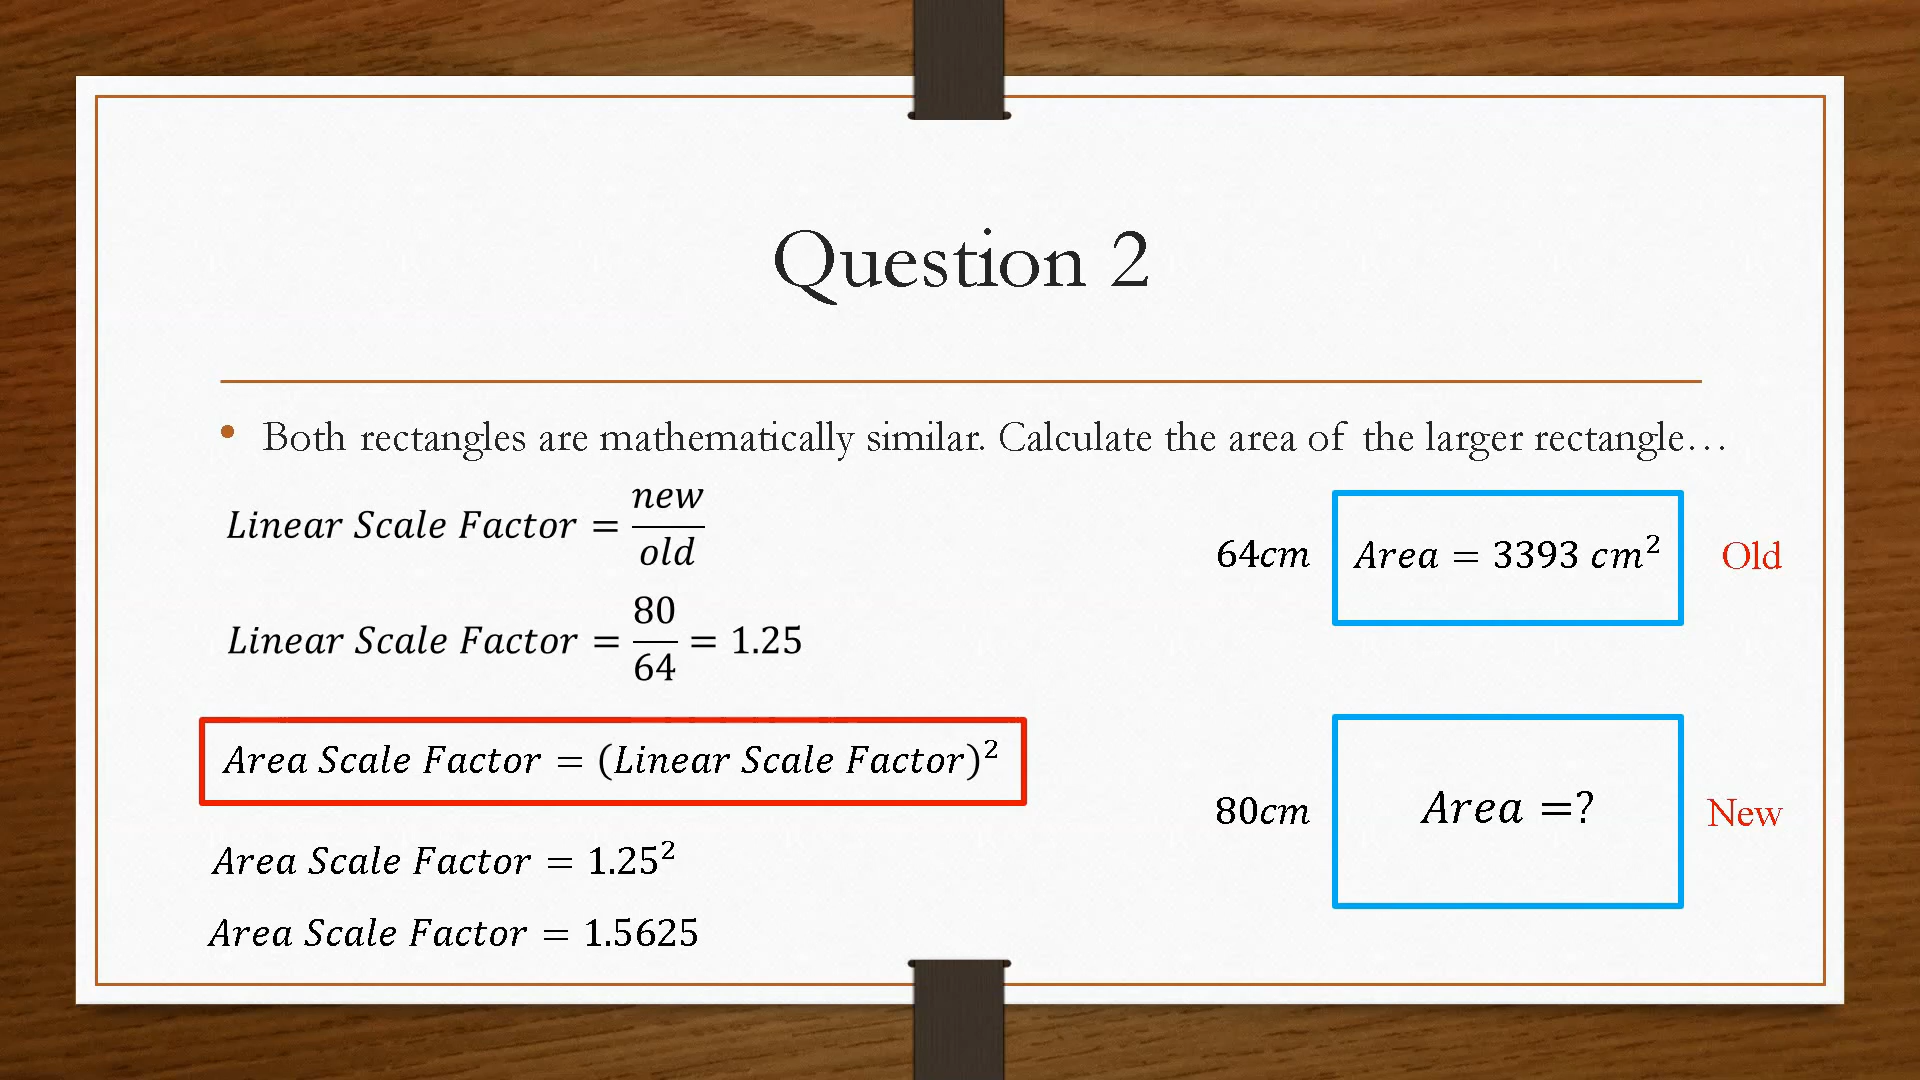 Question 2
• Both rectangles are mathematically similar. Calculate the area of the larger rectangle…
Linear Scale Factor = new/old
64cm
Area = 3393 cm²
Old
Linear Scale Factor = 80/64 = 1.25
Area Scale Factor = (Linear Scale Factor)²
80cm
Area =?
New
Area Scale Factor = 1.25²
Area Scale Factor = 1.5625